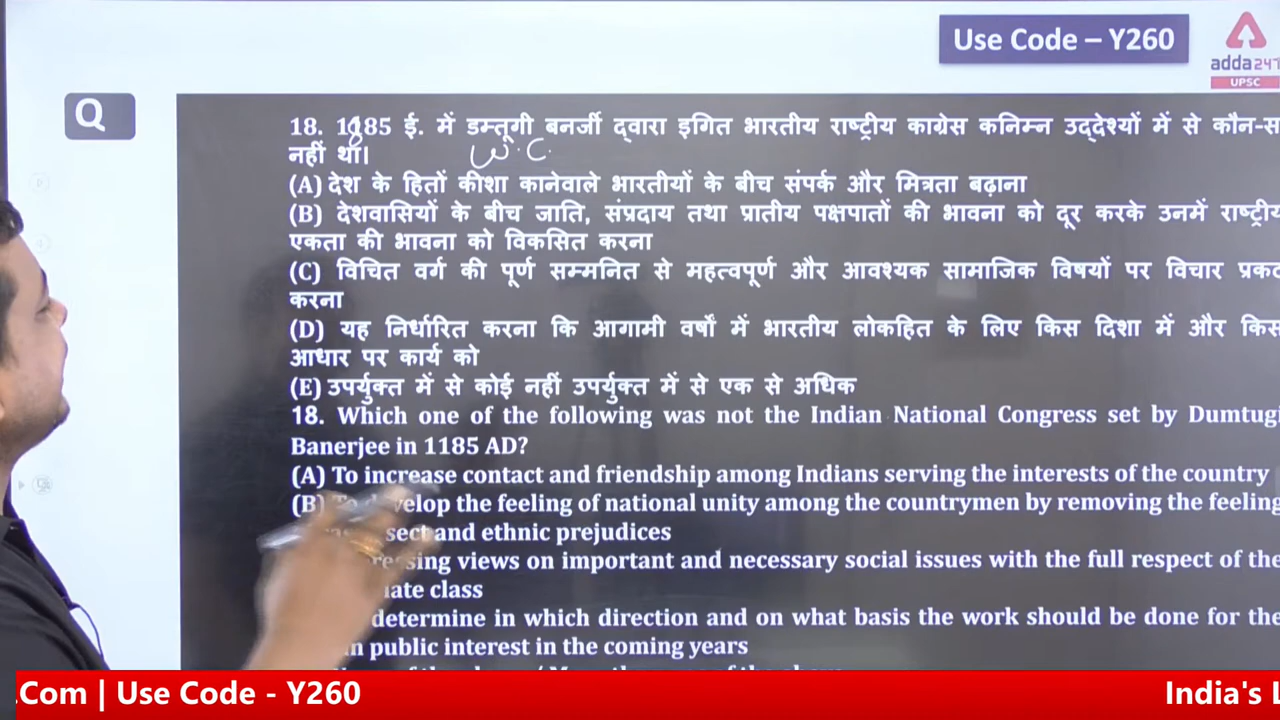 Use Code – Y260
adda247
UPSC
Q
18. 1885 ई. में डम्तूगी बनर्जी द्वारा इगित भारतीय राष्ट्रीय काग्रेस कनिम्न उद्देश्यों में से कौन-स
नहीं था।
W.C.
(A) देश के हितों कीशा कानेवाले भारतीयों के बीच संपर्क और मित्रता बढ़ाना
(B) देशवासियों के बीच जाति, संप्रदाय तथा प्रातीय पक्षपातों की भावना को दूर करके उनमें राष्ट्रीय
एकता की भावना को विकसित करना
(C) विचित वर्ग की पूर्ण सम्मनित से महत्वपूर्ण और आवश्यक सामाजिक विषयों पर विचार प्रकट
करना
(D) यह निर्धारित करना कि आगामी वर्षों में भारतीय लोकहित के लिए किस दिशा में और किस
आधार पर कार्य को
(E) उपर्युक्त में से कोई नहीं उपर्युक्त में से एक से अधिक
18. Which one of the following was not the Indian National Congress set by Dumtugi
Banerjee in 1185 AD?
(A) To increase contact and friendship among Indians serving the interests of the country
(B) To develop the feeling of national unity among the countrymen by removing the feeling
sect and ethnic prejudices
views on important and necessary social issues with the full respect of the
class
determine in which direction and on what basis the work should be done for the
in public interest in the coming years
.Com | Use Code - Y260
India's L